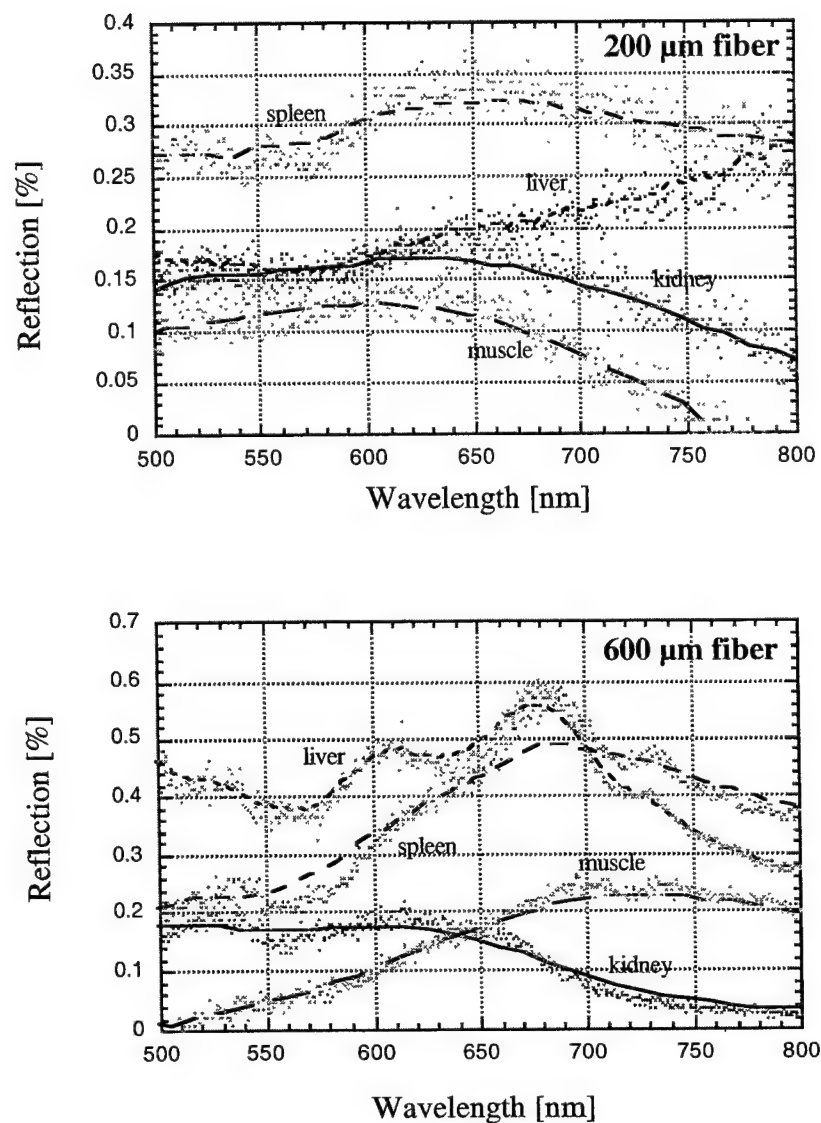 200 µm fiber
0.4
0.35
0.3
0.25
0.2
0.15
0.1
0.05
0
Reflection [%]
spleen
liver
kidney
muscle
500 550 600 650 700 750 800
Wavelength [nm]
600 µm fiber
0.7
0.6
0.5
0.4
0.3
0.2
0.1
0
Reflection [%]
liver
spleen
muscle
kidney
500 550 600 650 700 750 800
Wavelength [nm]